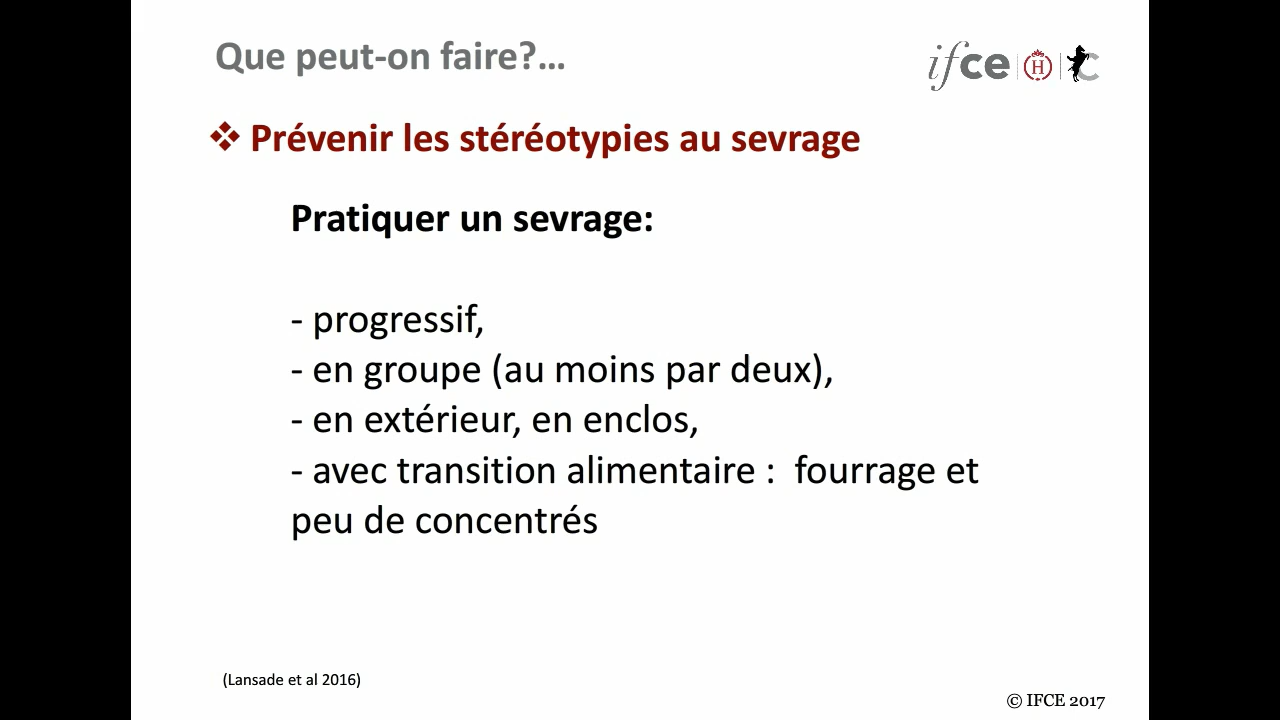 Que peut-on faire?...
ifce
H
C
❖ Prévenir les stéréotypies au sevrage
Pratiquer un sevrage:
- progressif,
- en groupe (au moins par deux),
- en extérieur, en enclos,
- avec transition alimentaire :  fourrage et
peu de concentrés
(Lansade et al 2016)
© IFCE 2017